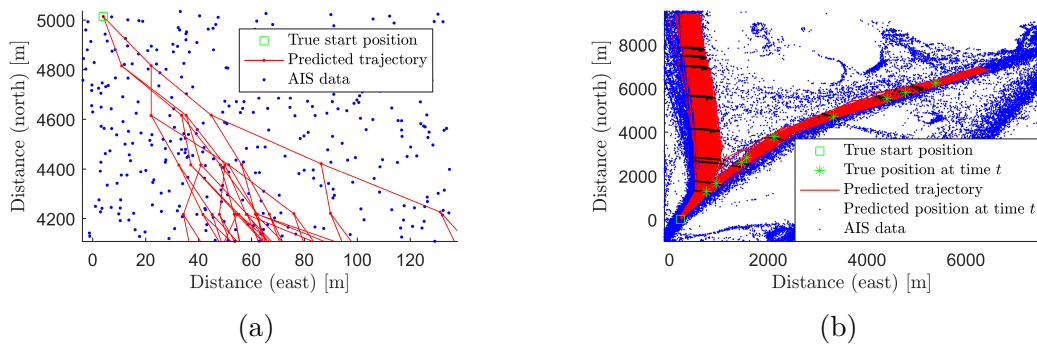 5000
4800
4600
4400
4200
0
20
40
60
80
100
120
Distance (north) [m]
Distance (east) [m]
True start position
Predicted trajectory
AIS data
(a)
8000
6000
4000
2000
0
0
2000
4000
6000
Distance (north) [m]
Distance (east) [m]
True start position
True position at time t
Predicted trajectory
Predicted position at time t
AIS data
(b)